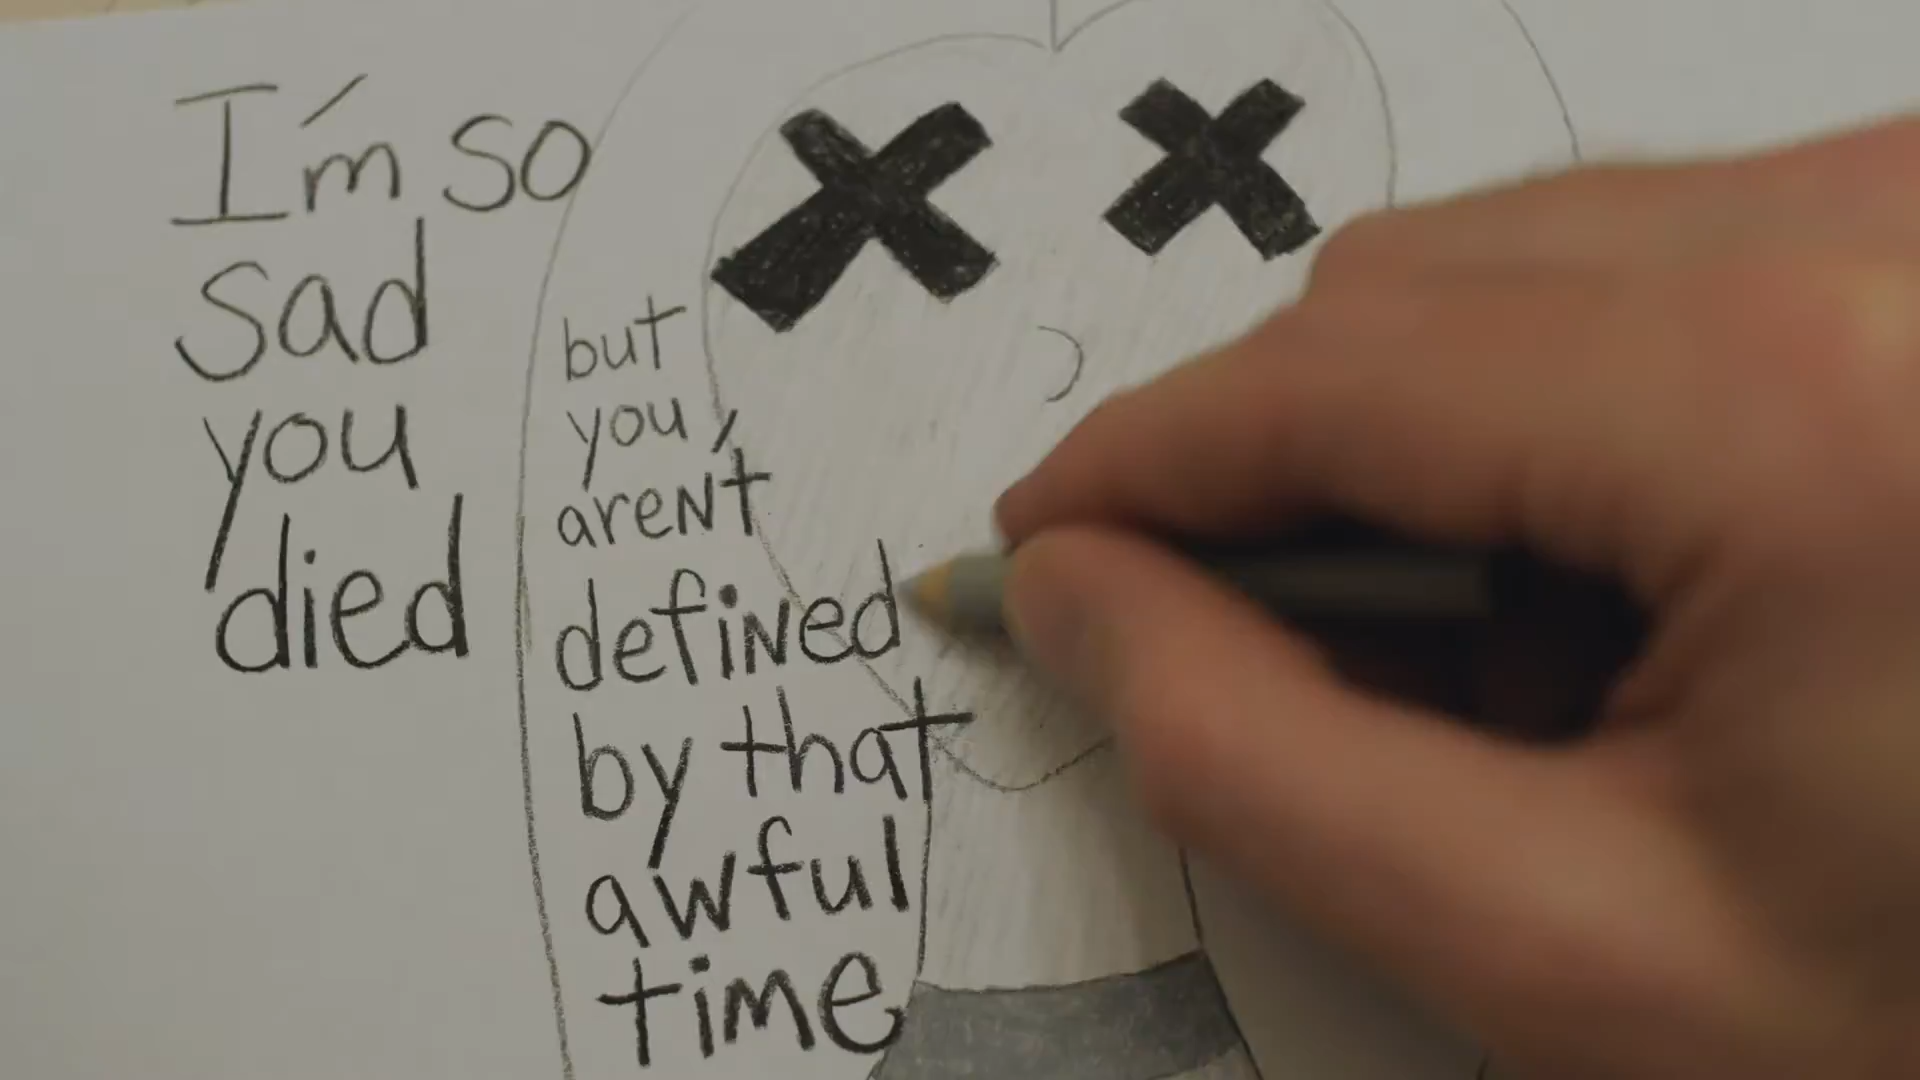 I'm so
sad
you
died
but
you
aren't
defined
by that
awful
time